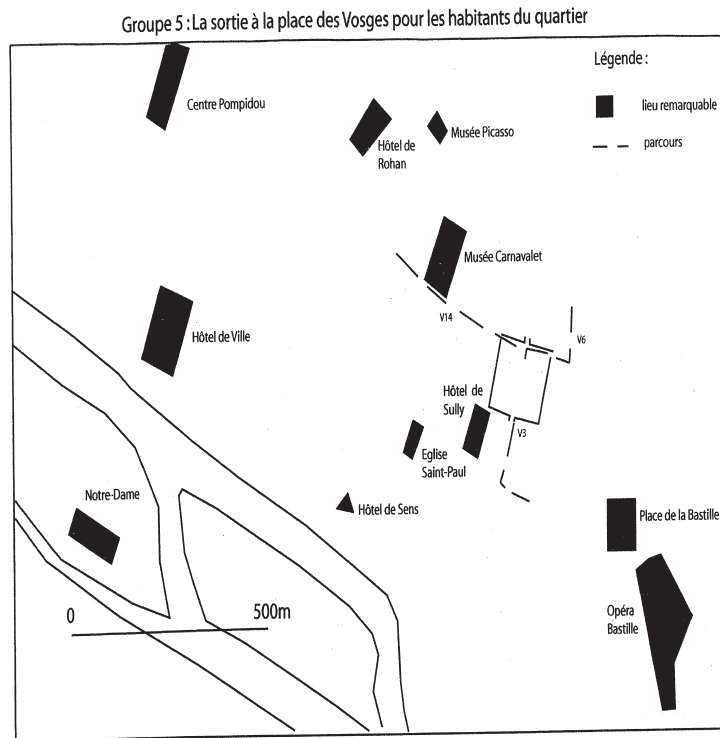 Groupe 5 : La sortie à la place des Vosges pour les habitants du quartier
Légende :
lieu remarquable
parcours
Centre Pompidou
Hôtel de
Rohan
Musée Picasso
Musée Carnavalet
V14
V6
Hôtel de Ville
Hôtel de
Sully
V3
Eglise
Saint-Paul
Notre-Dame
Hôtel de Sens
Place de la Bastille
Opéra
Bastille
0
500m